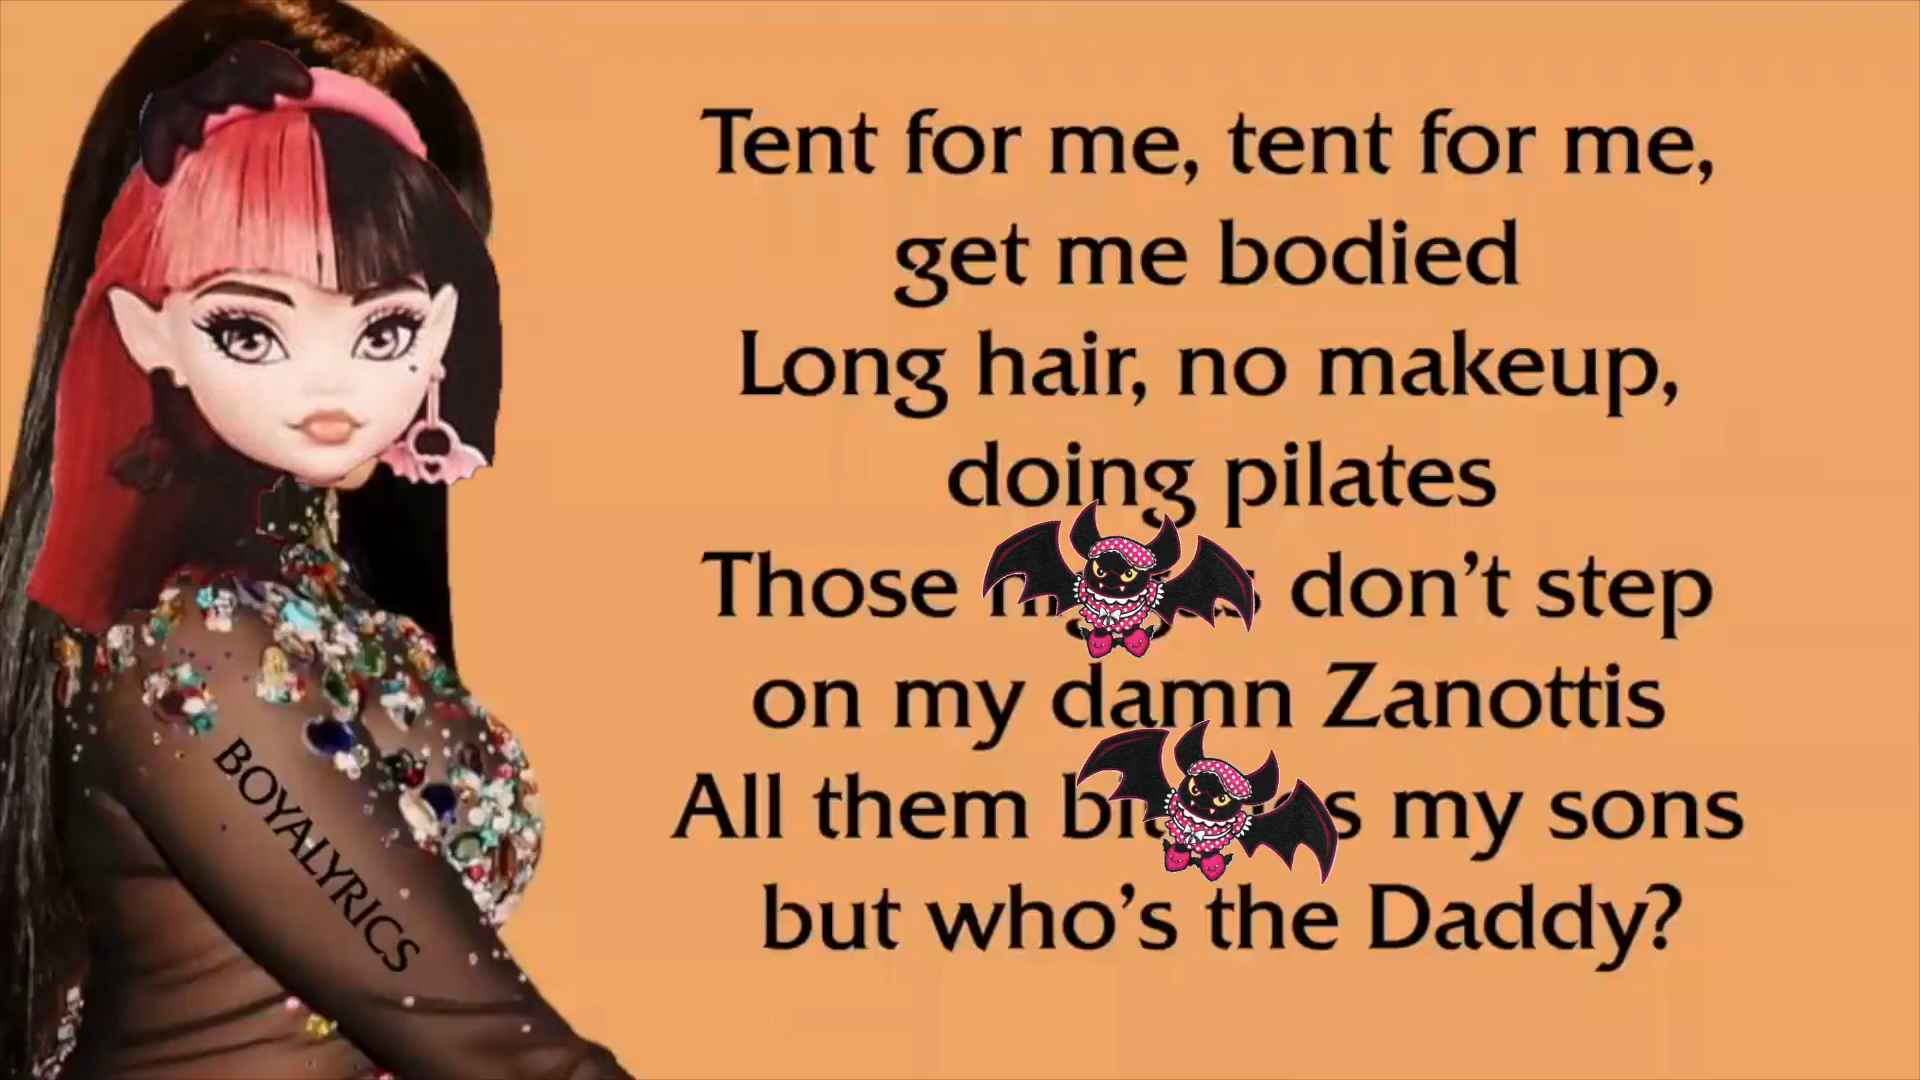 Tent for me, tent for me,
get me bodied
Long hair, no makeup,
doing pilates
Those don't step
on my damn Zanottis
All them my sons
but who's the Daddy?
BOYALYRICS